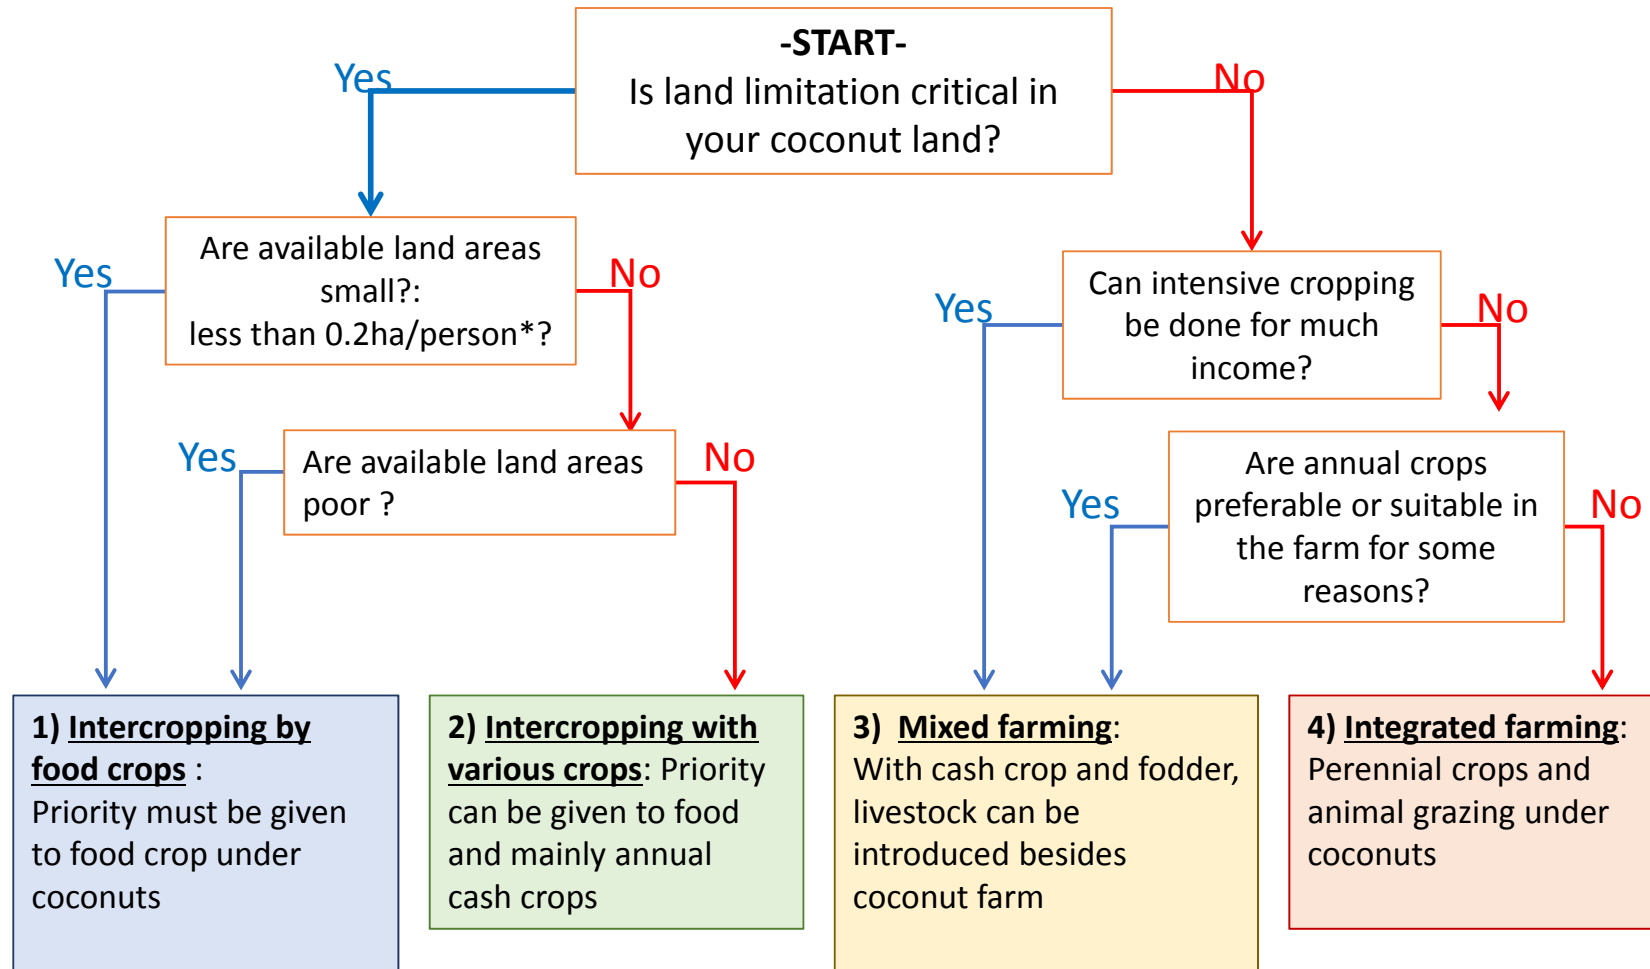 -START-
Is land limitation critical in
your coconut land?
Yes
No
Are available land areas
small?:
less than 0.2ha/person*?
Yes
No
Can intensive cropping
be done for much
income?
Yes
No
Are available land areas
poor ?
Yes
No
Are annual crops
preferable or suitable in
the farm for some
reasons?
Yes
No
1) Intercropping by
food crops :
Priority must be given
to food crop under
coconuts
2) Intercropping with
various crops: Priority
can be given to food
and mainly annual
cash crops
3) Mixed farming:
With cash crop and fodder,
livestock can be
introduced besides
coconut farm
4) Integrated farming:
Perennial crops and
animal grazing under
coconuts